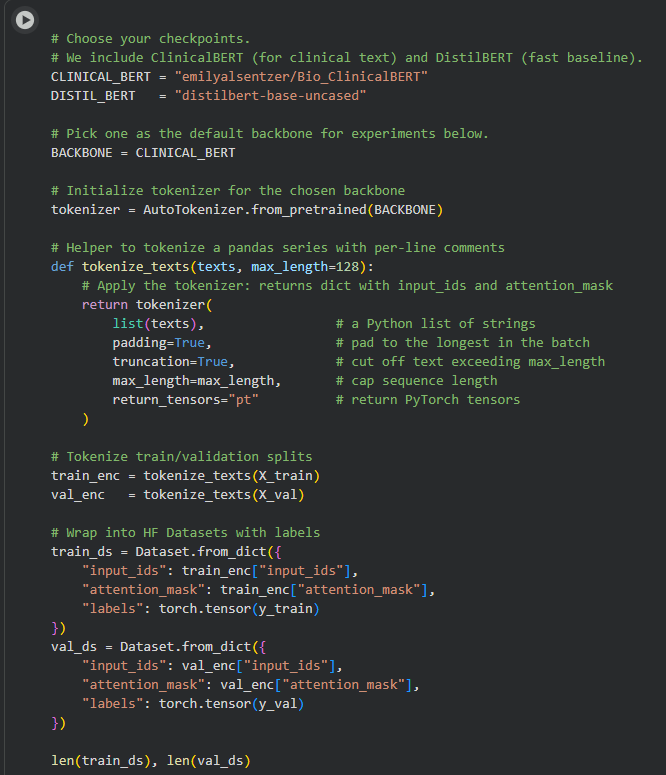 # Choose your checkpoints.
# We include ClinicalBERT (for clinical text) and DistilBERT (fast baseline).
CLINICAL_BERT = "emilyalsentzer/Bio_ClinicalBERT"
DISTIL_BERT   = "distilbert-base-uncased"

# Pick one as the default backbone for experiments below.
BACKBONE = CLINICAL_BERT

# Initialize tokenizer for the chosen backbone
tokenizer = AutoTokenizer.from_pretrained(BACKBONE)

# Helper to tokenize a pandas series with per-line comments
def tokenize_texts(texts, max_length=128):
    # Apply the tokenizer: returns dict with input_ids and attention_mask
    return tokenizer(
        list(texts),                 # a Python list of strings
        padding=True,                # pad to the longest in the batch
        truncation=True,             # cut off text exceeding max_length
        max_length=max_length,       # cap sequence length
        return_tensors="pt"          # return PyTorch tensors
    )

# Tokenize train/validation splits
train_enc = tokenize_texts(X_train)
val_enc   = tokenize_texts(X_val)

# Wrap into HF Datasets with labels
train_ds = Dataset.from_dict({
    "input_ids": train_enc["input_ids"],
    "attention_mask": train_enc["attention_mask"],
    "labels": torch.tensor(y_train)
})
val_ds = Dataset.from_dict({
    "input_ids": val_enc["input_ids"],
    "attention_mask": val_enc["attention_mask"],
    "labels": torch.tensor(y_val)
})

len(train_ds), len(val_ds)